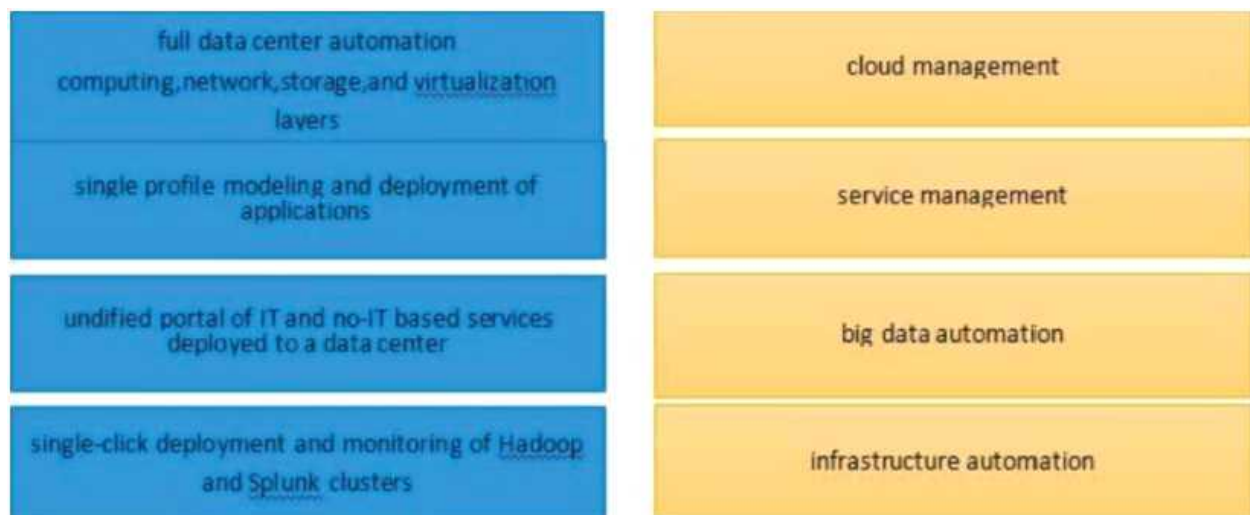 full data center automation
computing,network,storage,and virtualization
layers
single profile modeling and deployment of
applications
undified portal of IT and no-IT based services
deployed to a data center
single-click deployment and monitoring of Hadoop
and Splunk clusters
cloud management
service management
big data automation
infrastructure automation